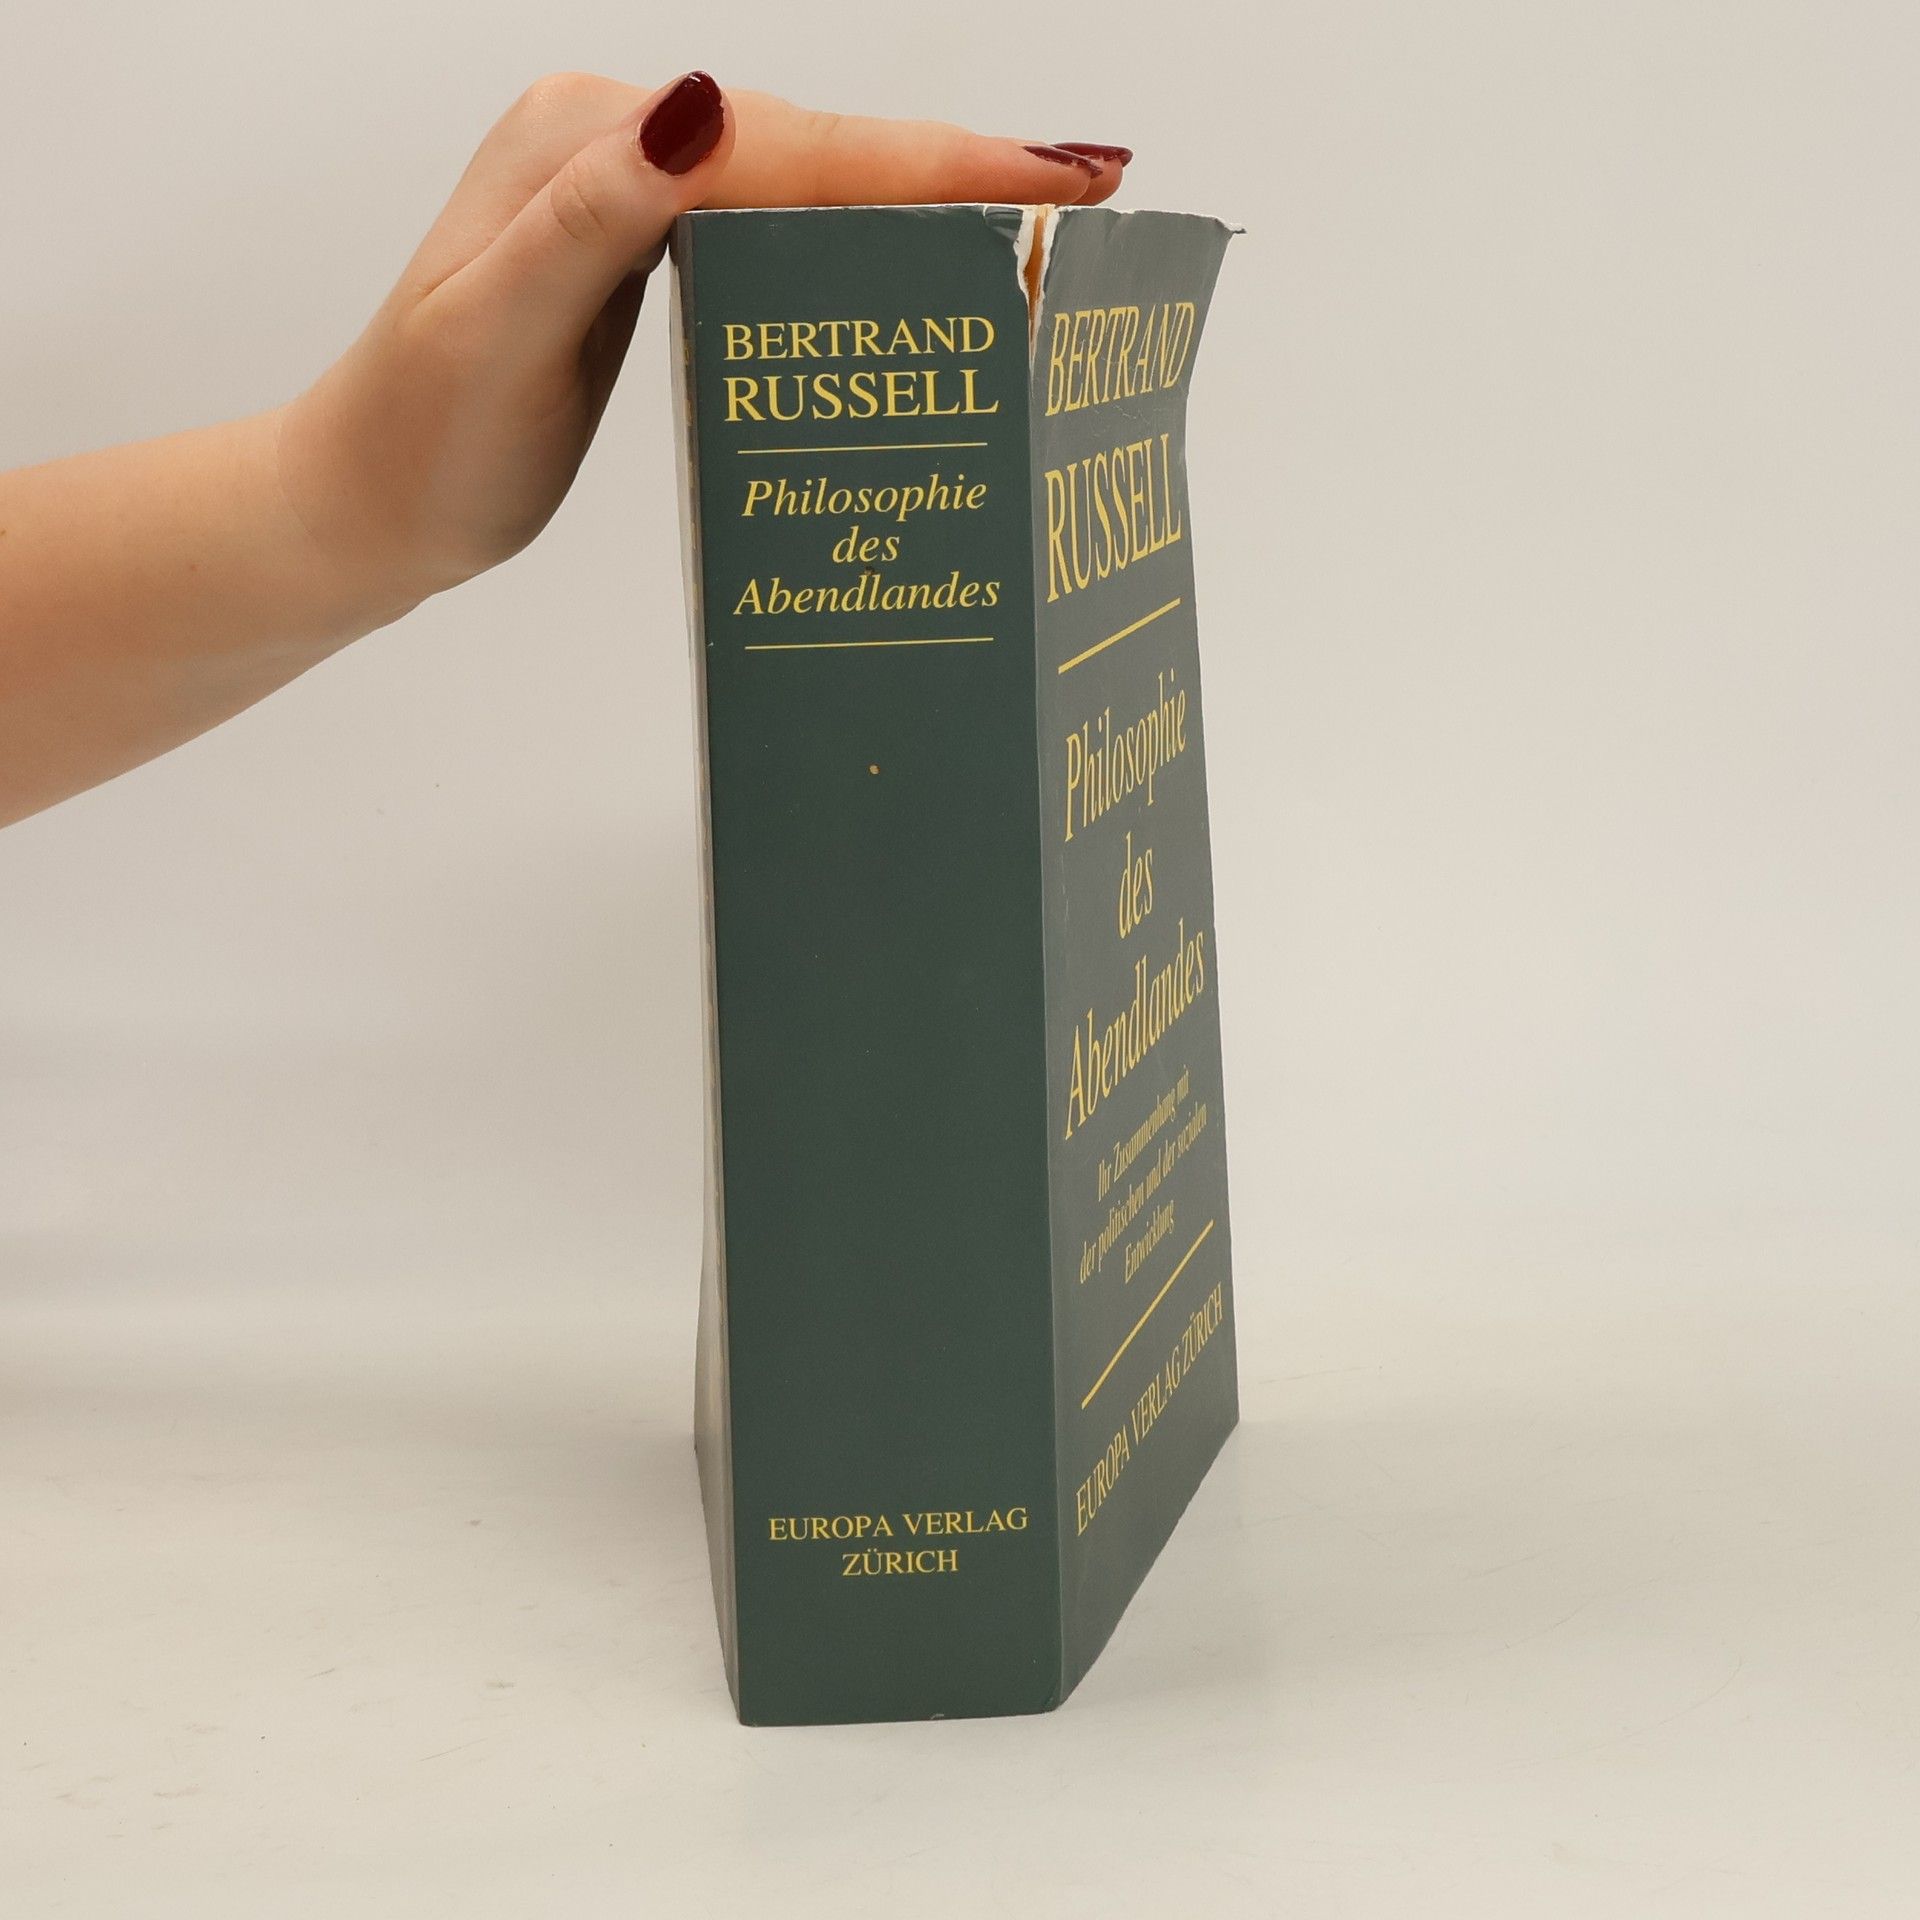 BERTRAND
RUSSELL
Philosophie
des
Abendlandes
EUROPA VERLAG
ZÜRICH
BERTRAND
RUSSELL
Philosophie
des
Abendlandes
Ihr Zusammenhang mit
der politischen und der sozialen
Entwicklung
EUROPA VERLAG ZÜRICH